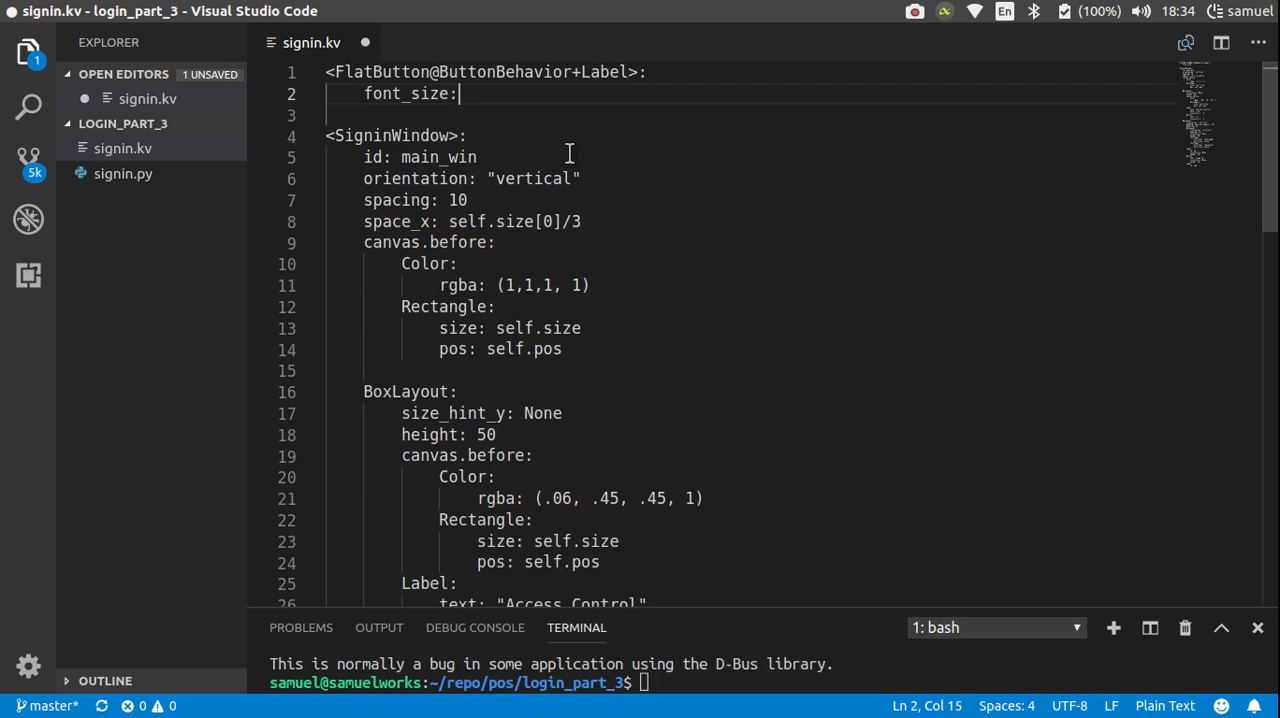 signin.kv - login_part_3 - Visual Studio Code
En
(100%)
18:34
samuel
EXPLORER
OPEN EDITORS
1 UNSAVED
signin.kv
LOGIN_PART_3
signin.kv
signin.py
OUTLINE
1
5k
signin.kv
1 <FlatButton@ButtonBehavior+Label>:
2 font_size:
3
4 <SigninWindow>:
5 id: main_win
6 orientation: "vertical"
7 spacing: 10
8 space_x: self.size[0]/3
9 canvas.before:
10 Color:
11 rgba: (1,1,1, 1)
12 Rectangle:
13 size: self.size
14 pos: self.pos
15
16 BoxLayout:
17 size_hint_y: None
18 height: 50
19 canvas.before:
20 Color:
21 rgba: (.06, .45, .45, 1)
22 Rectangle:
23 size: self.size
24 pos: self.pos
25 Label:
26 text: "Access Control"
PROBLEMS
OUTPUT
DEBUG CONSOLE
TERMINAL
1: bash
This is normally a bug in some application using the D-Bus library.
samuel@samuelworks:~/repo/pos/login_part_3$
master*
0
0
Ln 2, Col 15
Spaces: 4
UTF-8
LF
Plain Text